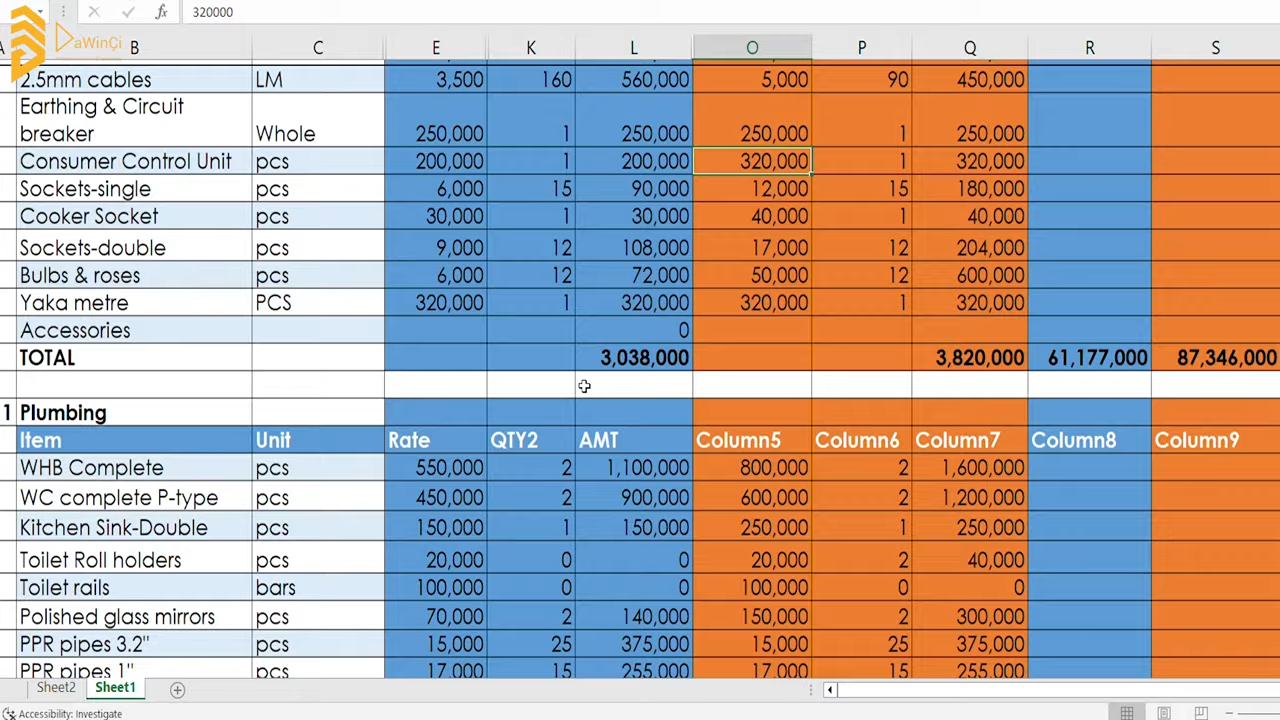 fx 320000
DaWinÇi
A B C E K L O P Q R S
2.5mm cables LM 3,500 160 560,000 5,000 90 450,000
Earthing & Circuit
breaker Whole 250,000 1 250,000 250,000 1 250,000
Consumer Control Unit pcs 200,000 1 200,000 320,000 1 320,000
Sockets-single pcs 6,000 15 90,000 12,000 15 180,000
Cooker Socket pcs 30,000 1 30,000 40,000 1 40,000
Sockets-double pcs 9,000 12 108,000 17,000 12 204,000
Bulbs & roses pcs 6,000 12 72,000 50,000 12 600,000
Yaka metre PCS 320,000 1 320,000 320,000 1 320,000
Accessories 0
TOTAL 3,038,000 3,820,000 61,177,000 87,346,000
1 Plumbing
Item Unit Rate QTY2 AMT Column5 Column6 Column7 Column8 Column9
WHB Complete pcs 550,000 2 1,100,000 800,000 2 1,600,000
WC complete P-type pcs 450,000 2 900,000 600,000 2 1,200,000
Kitchen Sink-Double pcs 150,000 1 150,000 250,000 1 250,000
Toilet Roll holders pcs 20,000 0 0 20,000 2 40,000
Toilet rails bars 100,000 0 0 100,000 0 0
Polished glass mirrors pcs 70,000 2 140,000 150,000 2 300,000
PPR pipes 3.2" pcs 15,000 25 375,000 15,000 25 375,000
PPR pipes 1" pcs 17,000 15 255,000 17,000 15 255,000
Sheet2 Sheet1
Accessibility: Investigate